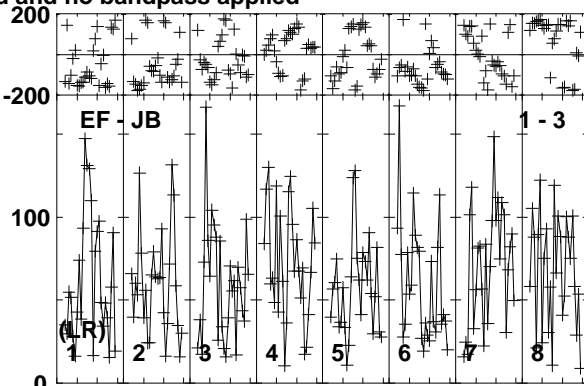 d and no bandpass applied
200
-200
EF - JB
1 - 3
100
(LR)
1 2 3 4 5 6 7 8
0